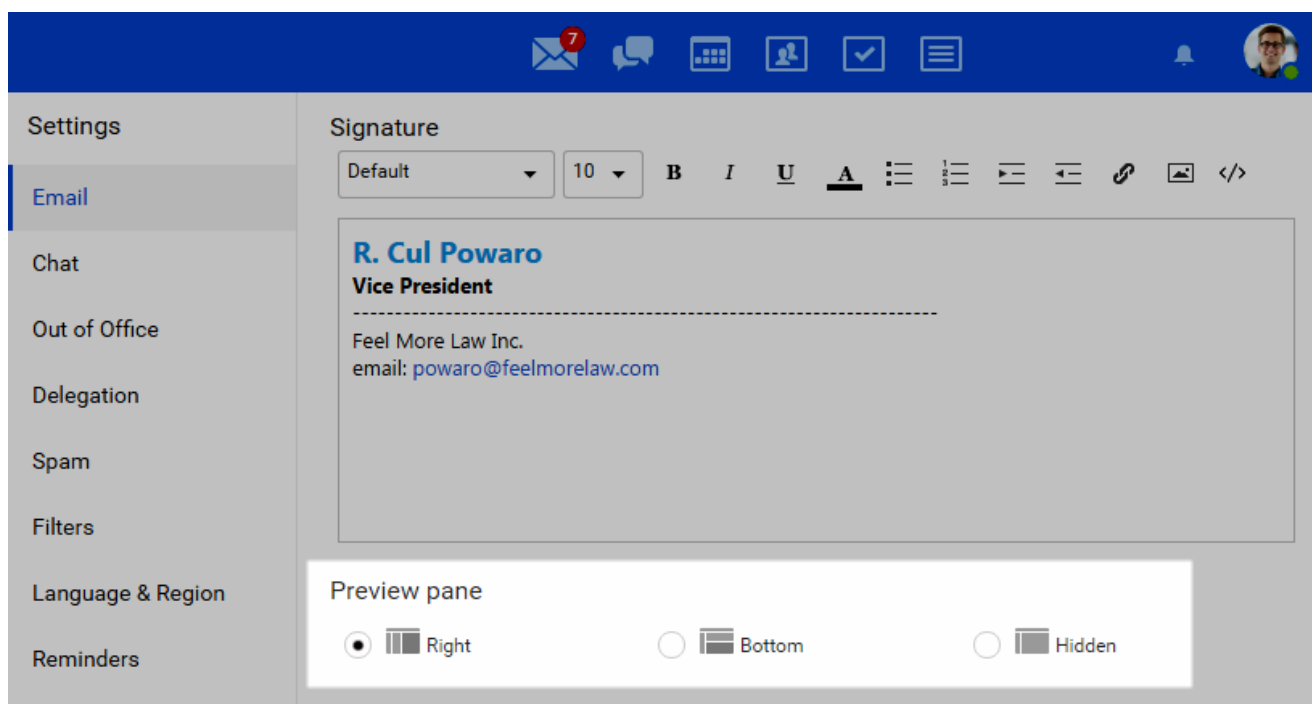 7
Settings
Email
Chat
Out of Office
Delegation
Spam
Filters
Language & Region
Reminders
Signature
Default 10 B I U A </>
R. Cul Powaro
Vice President
----------------------------------------------------------------------
Feel More Law Inc.
email: powaro@feelmorelaw.com
Preview pane
Right Bottom Hidden